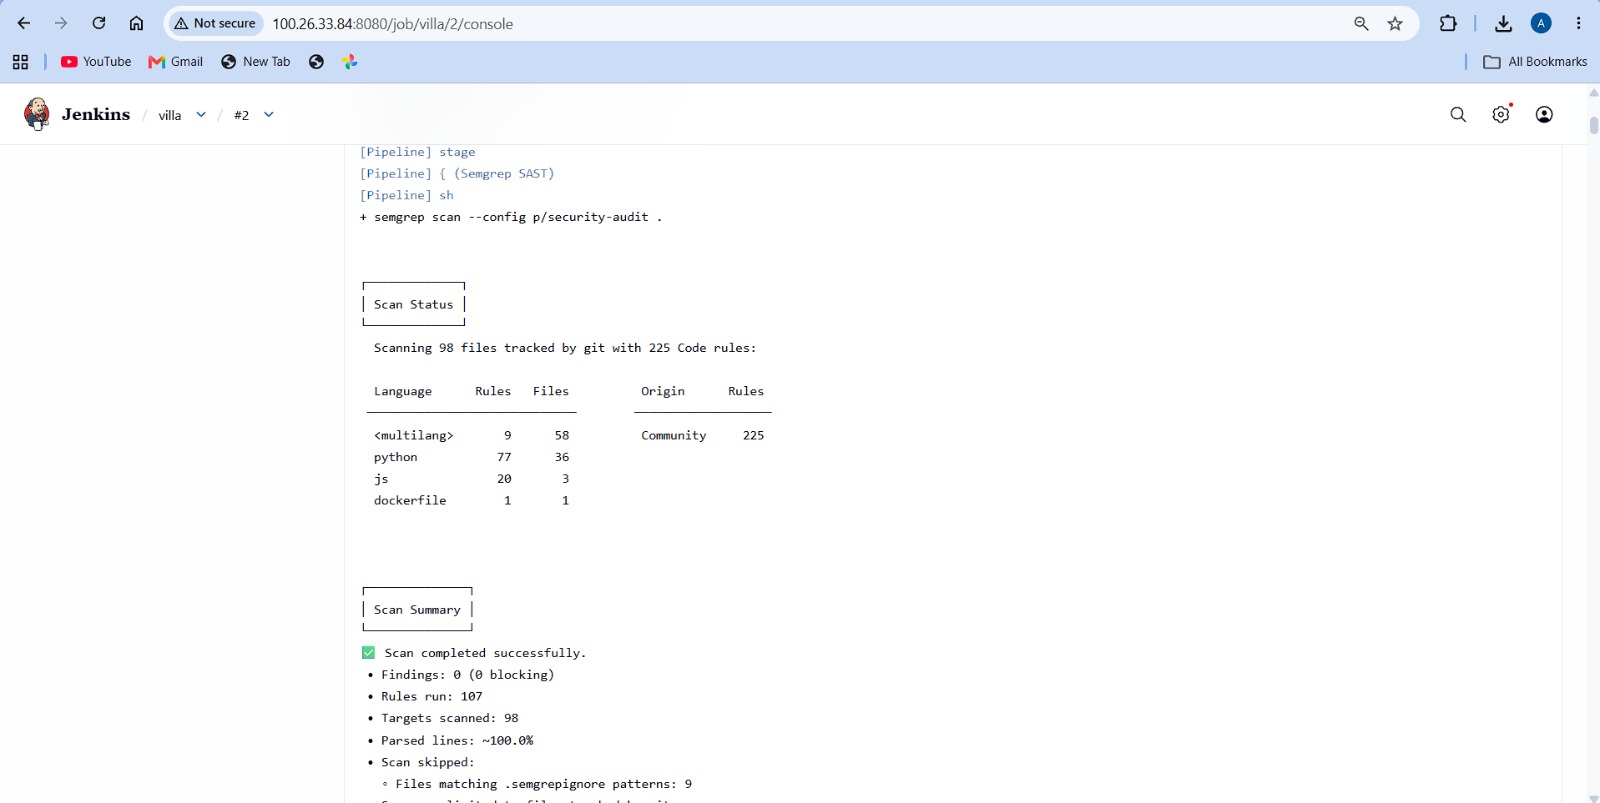 Not secure 100.26.33.84:8080/job/villa/2/console A
YouTube Gmail New Tab All Bookmarks
Jenkins / villa / #2
[Pipeline] stage
[Pipeline] { (Semgrep SAST)
[Pipeline] sh
+ semgrep scan --config p/security-audit .
Scan Status
Scanning 98 files tracked by git with 225 Code rules:
Language Rules Files Origin Rules
<multilang> 9 58 Community 225
python 77 36
js 20 3
dockerfile 1 1
Scan Summary
✅ Scan completed successfully.
• Findings: 0 (0 blocking)
• Rules run: 107
• Targets scanned: 98
• Parsed lines: ~100.0%
• Scan skipped:
◦ Files matching .semgrepignore patterns: 9